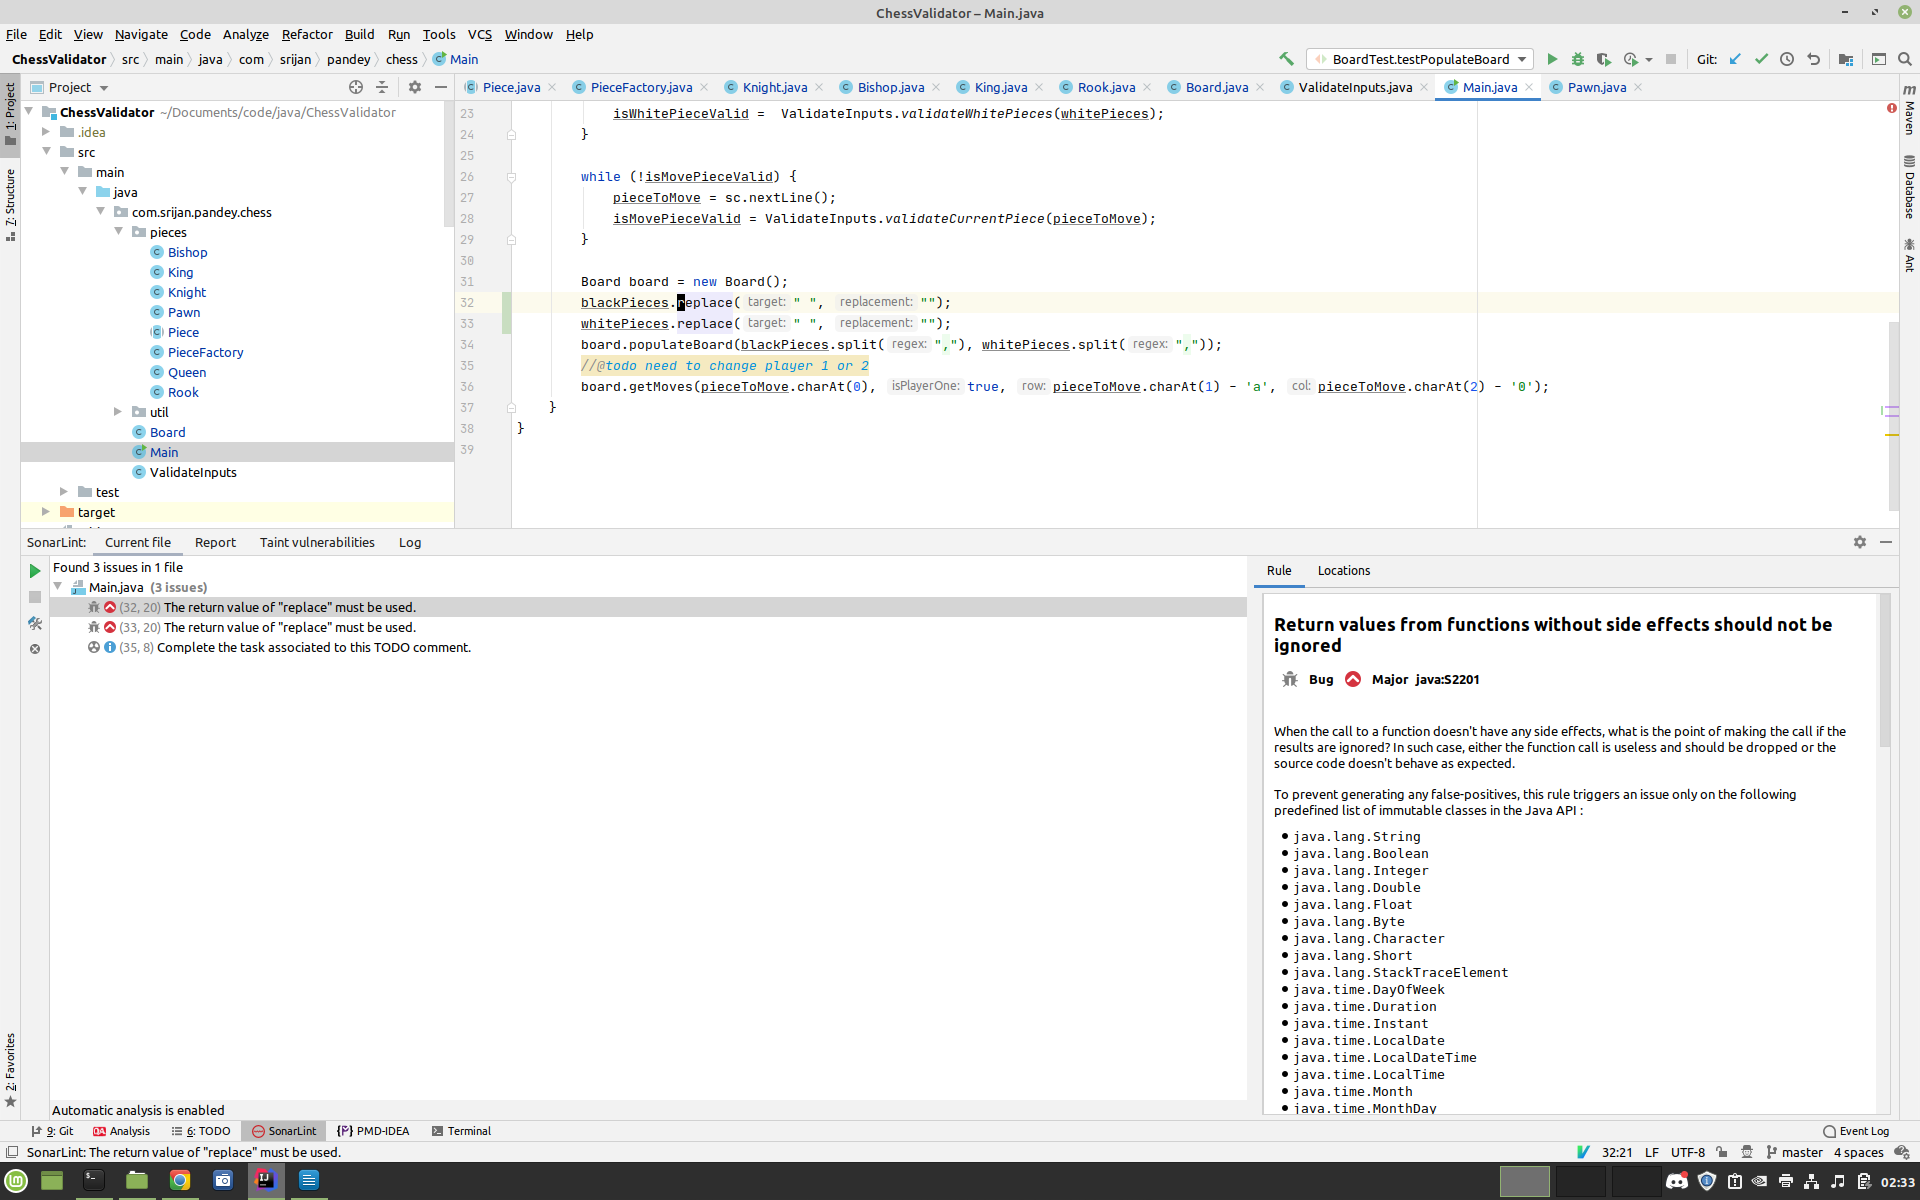 ChessValidator – Main.java
File Edit View Navigate Code Analyze Refactor Build Run Tools VCS Window Help
ChessValidator src main java com srijan pandey chess Main
BoardTest.testPopulateBoard
Git:
1: Project
7: Structure
2: Favorites
Project
Piece.java PieceFactory.java Knight.java Bishop.java King.java Rook.java Board.java ValidateInputs.java Main.java Pawn.java
Maven
Database
Ant
ChessValidator ~/Documents/code/java/ChessValidator
.idea
src
main
java
com.srijan.pandey.chess
pieces
Bishop
King
Knight
Pawn
Piece
PieceFactory
Queen
Rook
util
Board
Main
ValidateInputs
test
target
23 isWhitePieceValid = ValidateInputs.validateWhitePieces(whitePieces);
24 }
25
26 while (!isMovePieceValid) {
27 pieceToMove = sc.nextLine();
28 isMovePieceValid = ValidateInputs.validateCurrentPiece(pieceToMove);
29 }
30
31 Board board = new Board();
32 blackPieces.replace( target: " ", replacement: "");
33 whitePieces.replace( target: " ", replacement: "");
34 board.populateBoard(blackPieces.split( regex: ","), whitePieces.split( regex: ","));
35 //@todo need to change player 1 or 2
36 board.getMoves(pieceToMove.charAt(0), isPlayerOne: true, row: pieceToMove.charAt(1) - 'a', col: pieceToMove.charAt(2) - '0');
37 }
38 }
39
SonarLint: Current file Report Taint vulnerabilities Log
Found 3 issues in 1 file
Main.java (3 issues)
(32, 20) The return value of "replace" must be used.
(33, 20) The return value of "replace" must be used.
(35, 8) Complete the task associated to this TODO comment.
Automatic analysis is enabled
Rule Locations
Return values from functions without side effects should not be
ignored
Bug Major java:S2201
When the call to a function doesn't have any side effects, what is the point of making the call if the
results are ignored? In such case, either the function call is useless and should be dropped or the
source code doesn't behave as expected.
To prevent generating any false-positives, this rule triggers an issue only on the following
predefined list of immutable classes in the Java API :
java.lang.String
java.lang.Boolean
java.lang.Integer
java.lang.Double
java.lang.Float
java.lang.Byte
java.lang.Character
java.lang.Short
java.lang.StackTraceElement
java.time.DayOfWeek
java.time.Duration
java.time.Instant
java.time.LocalDate
java.time.LocalDateTime
java.time.LocalTime
java.time.Month
java.time.MonthDay
9: Git Analysis 6: TODO SonarLint PMD-IDEA Terminal Event Log
SonarLint: The return value of "replace" must be used. 32:21 LF UTF-8 master 4 spaces
02:33